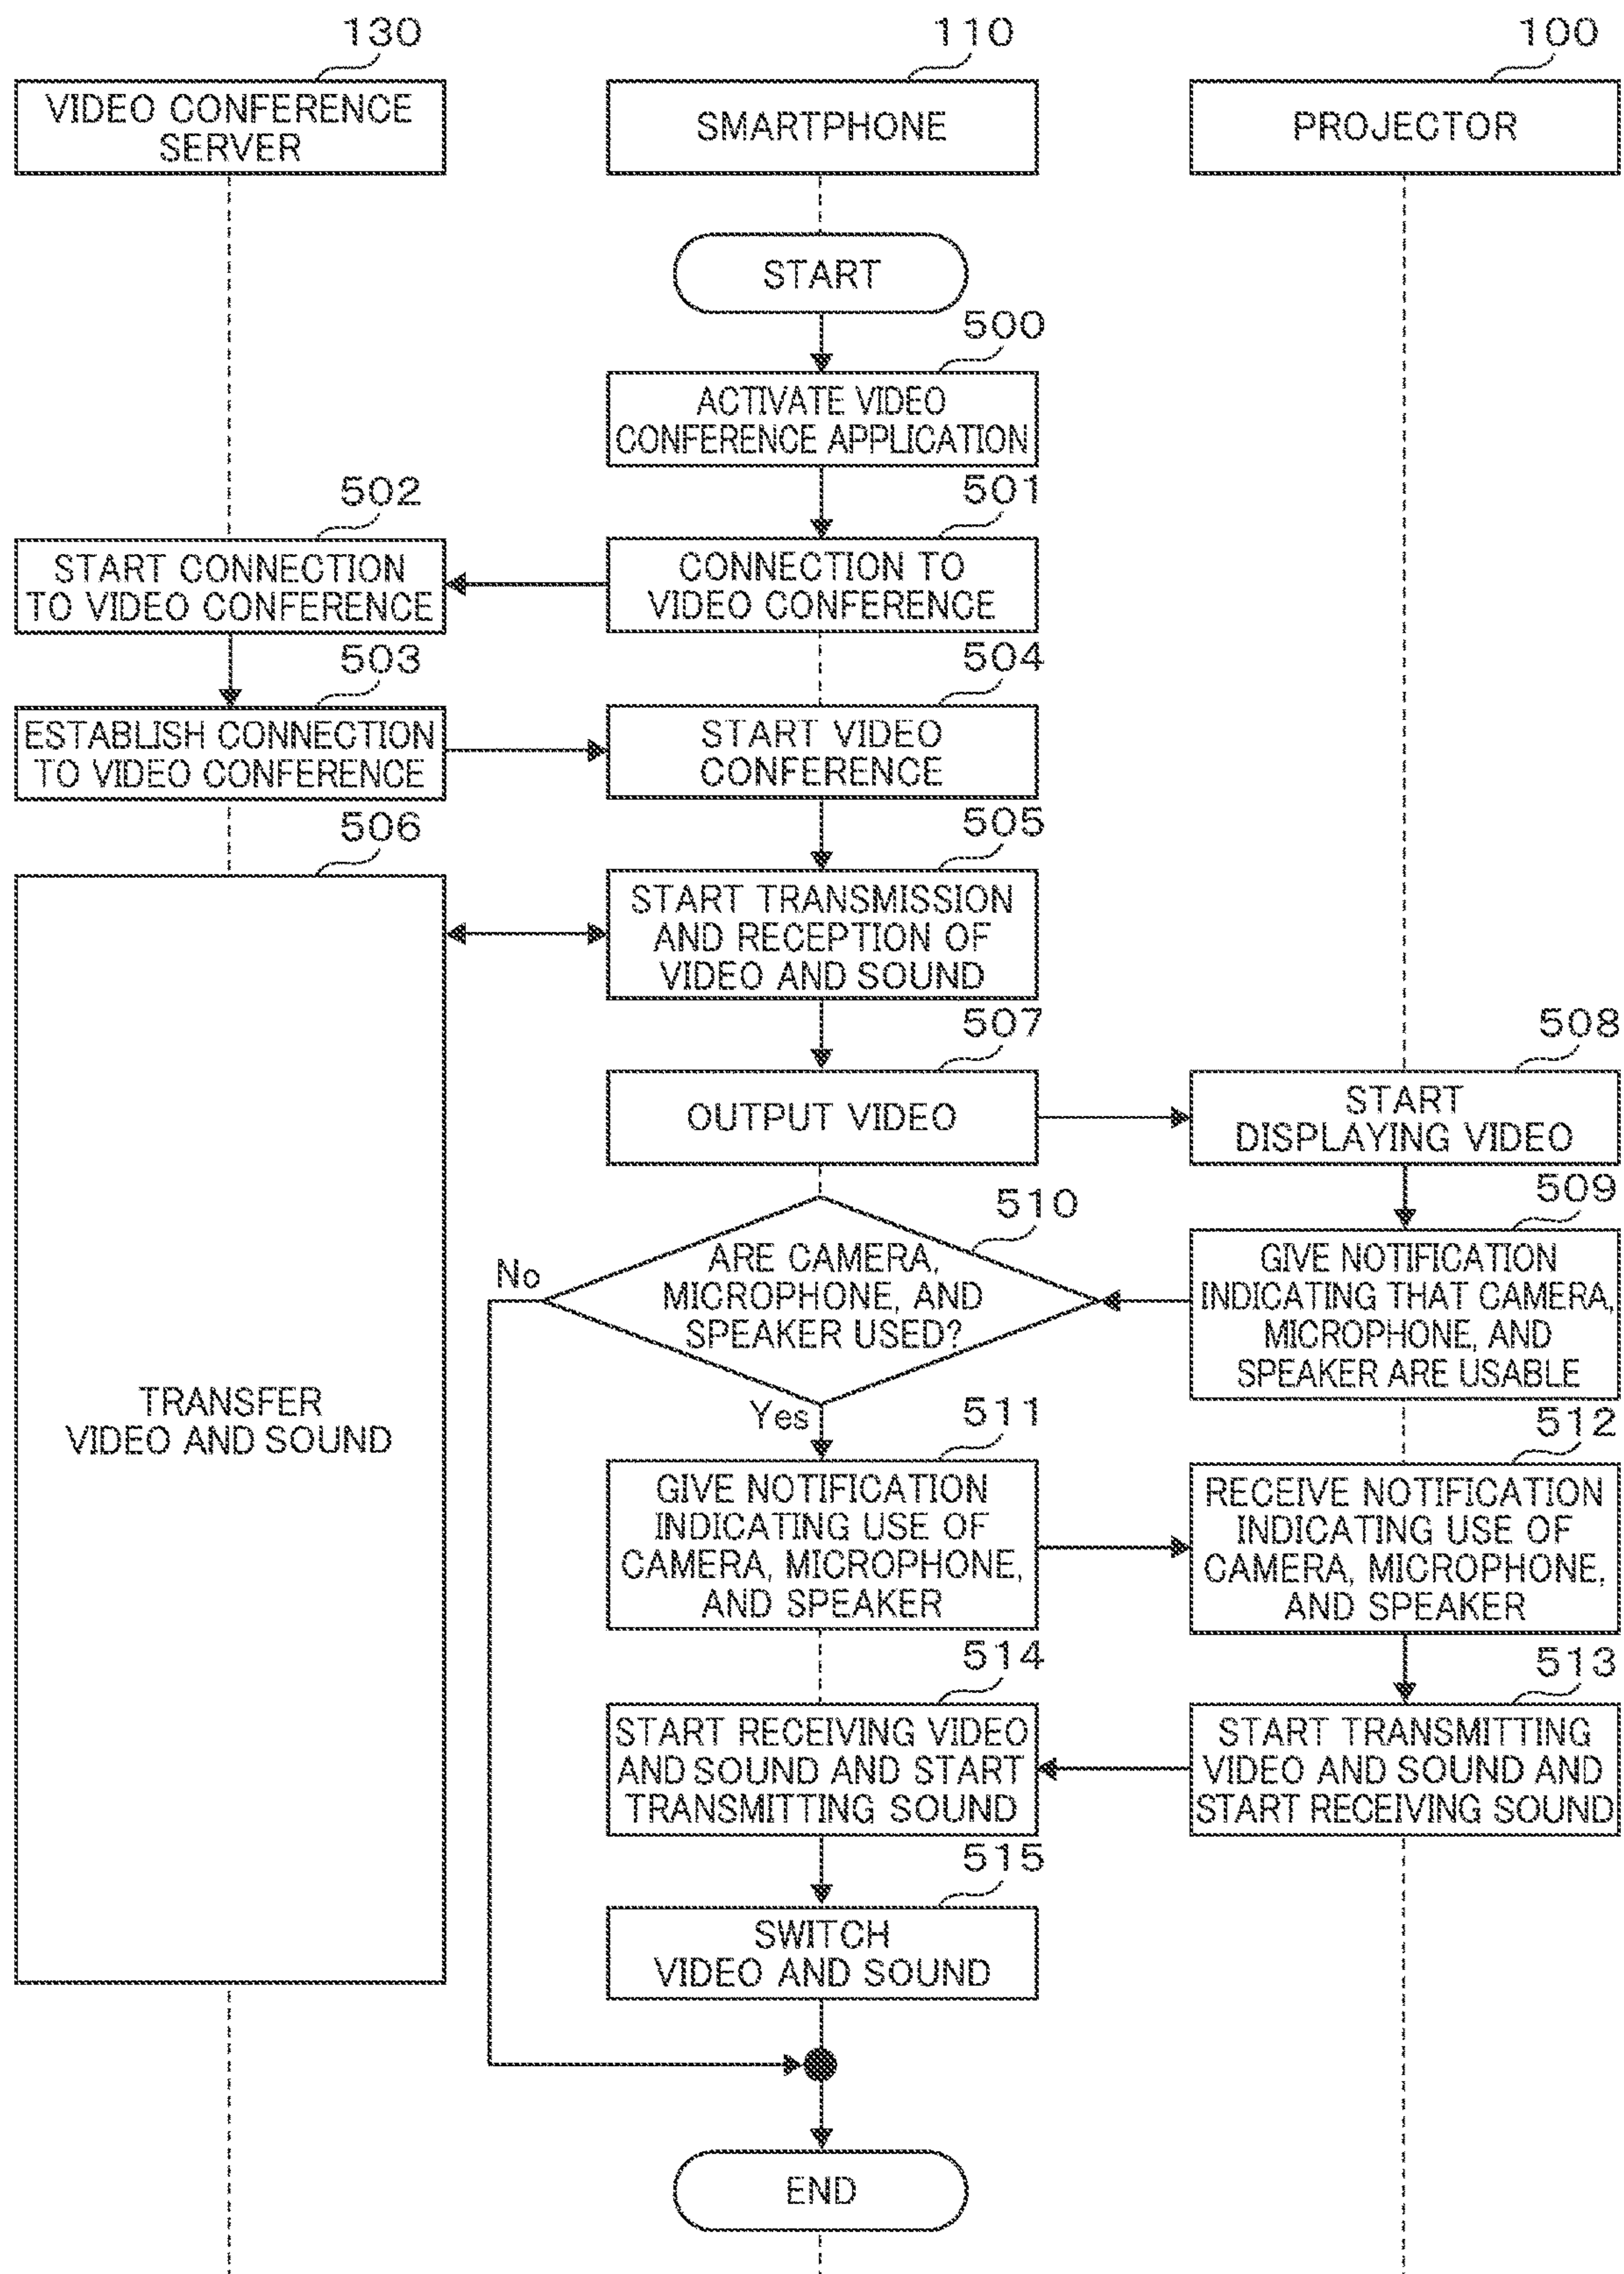 130
110
100
VIDEO CONFERENCE
SERVER
SMARTPHONE
PROJECTOR
START
500
ACTIVATE VIDEO
CONFERENCE APPLICATION
502
501
START CONNECTION
TO VIDEO CONFERENCE
CONNECTION TO
VIDEO CONFERENCE
503
504
ESTABLISH CONNECTION
TO VIDEO CONFERENCE
START VIDEO
CONFERENCE
506
505
START TRANSMISSION
AND RECEPTION OF
VIDEO AND SOUND
507
508
OUTPUT VIDEO
START
DISPLAYING VIDEO
510
509
No
ARE CAMERA,
MICROPHONE, AND
SPEAKER USED?
GIVE NOTIFICATION
INDICATING THAT CAMERA,
MICROPHONE, AND
SPEAKER ARE USABLE
TRANSFER
VIDEO AND SOUND
Yes
511
512
GIVE NOTIFICATION
INDICATING USE OF
CAMERA, MICROPHONE,
AND SPEAKER
RECEIVE NOTIFICATION
INDICATING USE OF
CAMERA, MICROPHONE,
AND SPEAKER
514
513
START RECEIVING VIDEO
AND SOUND AND START
TRANSMITTING SOUND
START TRANSMITTING
VIDEO AND SOUND AND
START RECEIVING SOUND
515
SWITCH
VIDEO AND SOUND
END